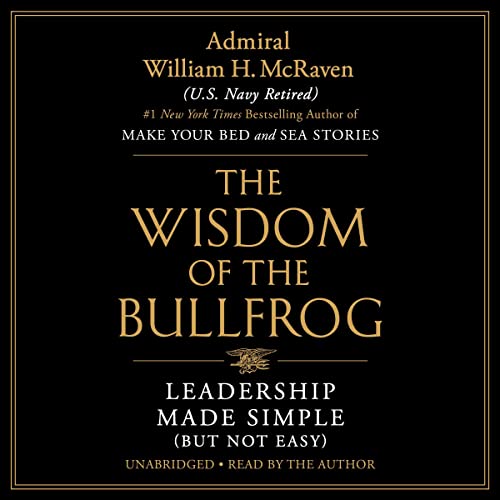 Admiral
William H. McRaven
(U.S. Navy Retired)
#1 New York Times Bestselling Author of
MAKE YOUR BED and SEA STORIES
THE
WISDOM
OF THE
BULLFROG
LEADERSHIP
MADE SIMPLE
(BUT NOT EASY)
UNABRIDGED • READ BY THE AUTHOR